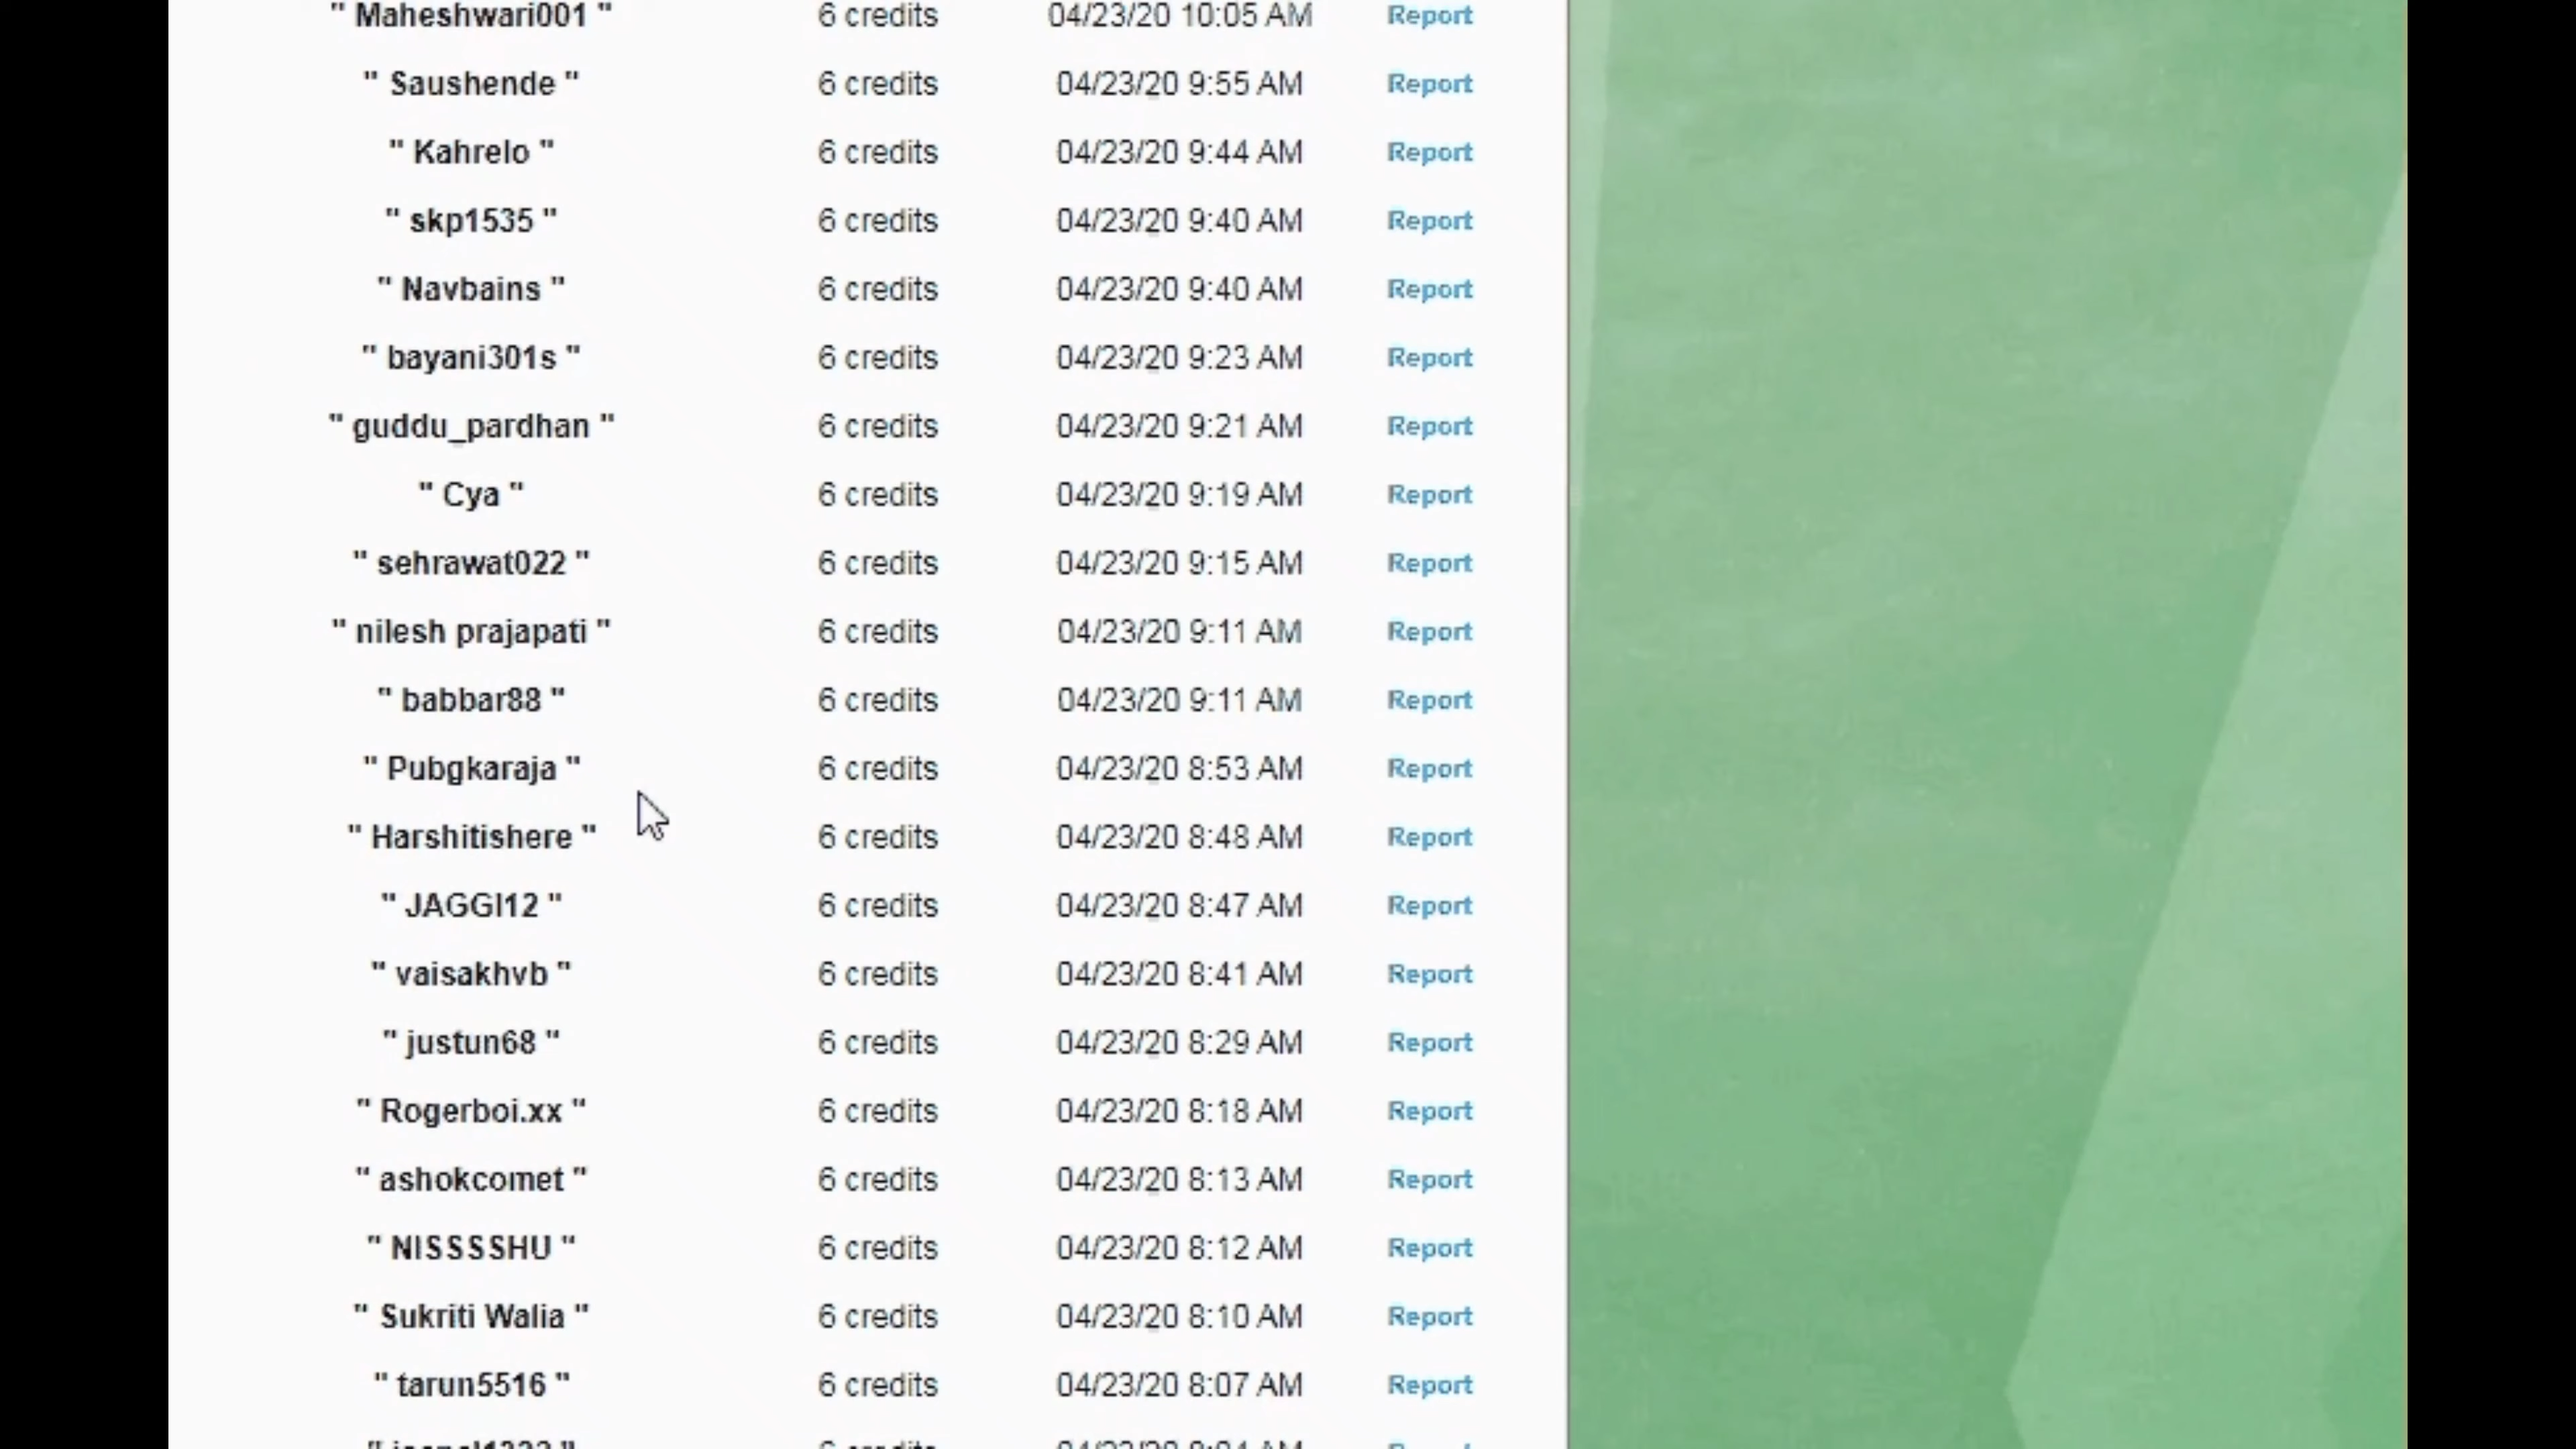 " Maheshwari001 " 6 credits 04/23/20 10:05 AM Report
" Saushende " 6 credits 04/23/20 9:55 AM Report
" Kahrelo " 6 credits 04/23/20 9:44 AM Report
" skp1535 " 6 credits 04/23/20 9:40 AM Report
" Navbains " 6 credits 04/23/20 9:40 AM Report
" bayani301s " 6 credits 04/23/20 9:23 AM Report
" guddu_pardhan " 6 credits 04/23/20 9:21 AM Report
" Cya " 6 credits 04/23/20 9:19 AM Report
" sehrawat022 " 6 credits 04/23/20 9:15 AM Report
" nilesh prajapati " 6 credits 04/23/20 9:11 AM Report
" babbar88 " 6 credits 04/23/20 9:11 AM Report
" Pubgkaraja " 6 credits 04/23/20 8:53 AM Report
" Harshitishere " 6 credits 04/23/20 8:48 AM Report
" JAGGI12 " 6 credits 04/23/20 8:47 AM Report
" vaisakhvb " 6 credits 04/23/20 8:41 AM Report
" justun68 " 6 credits 04/23/20 8:29 AM Report
" Rogerboi.xx " 6 credits 04/23/20 8:18 AM Report
" ashokcomet " 6 credits 04/23/20 8:13 AM Report
" NISSSSHU " 6 credits 04/23/20 8:12 AM Report
" Sukriti Walia " 6 credits 04/23/20 8:10 AM Report
" tarun5516 " 6 credits 04/23/20 8:07 AM Report